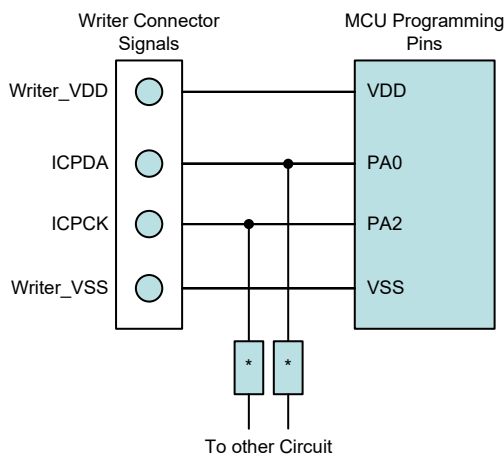 Writer Connector
Signals
MCU Programming
Pins
Writer_VDD
VDD
ICPDA
PA0
ICPCK
PA2
Writer_VSS
VSS
*
*
To other Circuit